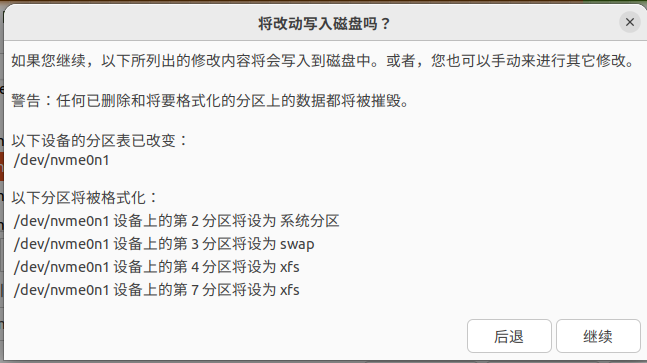 将改动写入磁盘吗？
如果您继续，以下所列出的修改内容将会写入到磁盘中。或者，您也可以手动来进行其它修改。
警告：任何已删除和将要格式化的分区上的数据都将被摧毁。
以下设备的分区表已改变：
/dev/nvme0n1
以下分区将被格式化：
/dev/nvme0n1 设备上的第 2 分区将设为 系统分区
/dev/nvme0n1 设备上的第 3 分区将设为 swap
/dev/nvme0n1 设备上的第 4 分区将设为 xfs
/dev/nvme0n1 设备上的第 7 分区将设为 xfs
后退 继续